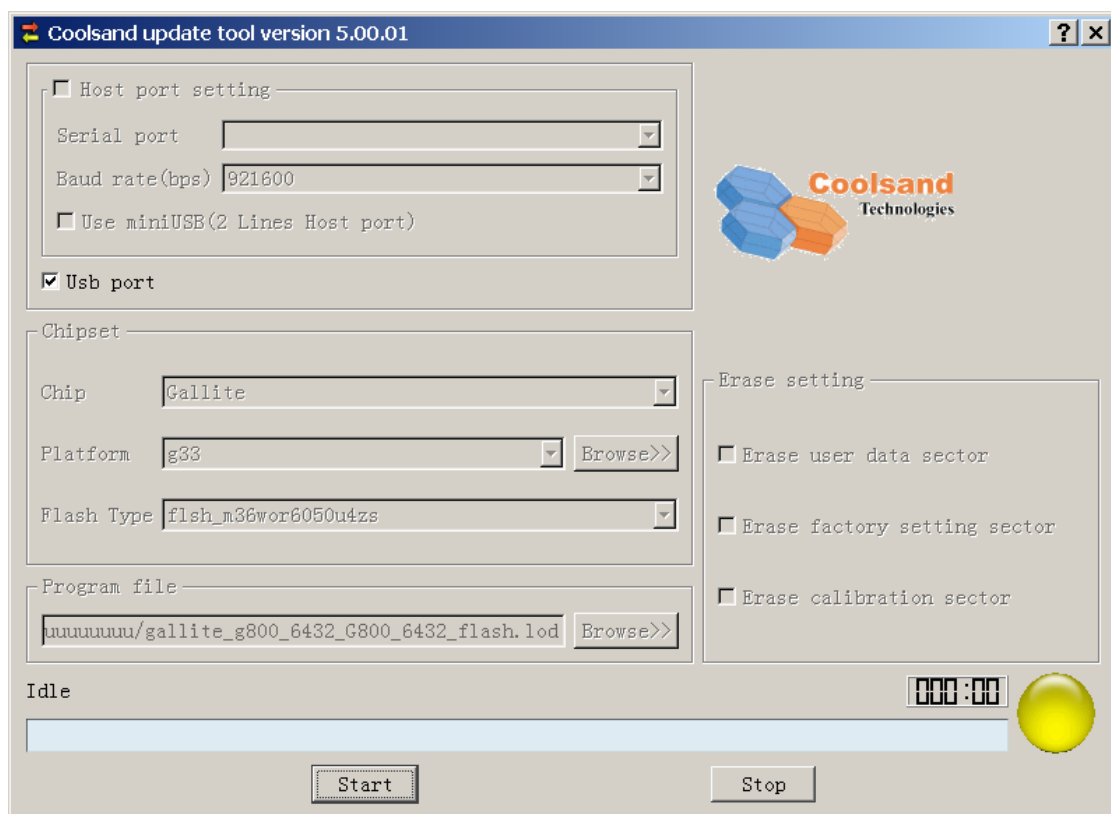 Coolsand update tool version 5.00.01
Host port setting
Serial port
Baud rate(bps) 921600
Use miniUSB(2 Lines Host port)
Usb port
Coolsand
Technologies
Chipset
Chip Gallite
Platform g33 Browse>>
Flash Type flsh_m36wor6050u4zs
Erase setting
Erase user data sector
Erase factory setting sector
Erase calibration sector
Program file
uuuuuuuu/gallite_g800_6432_G800_6432_flash.lod Browse>>
Idle
000:00
Start Stop